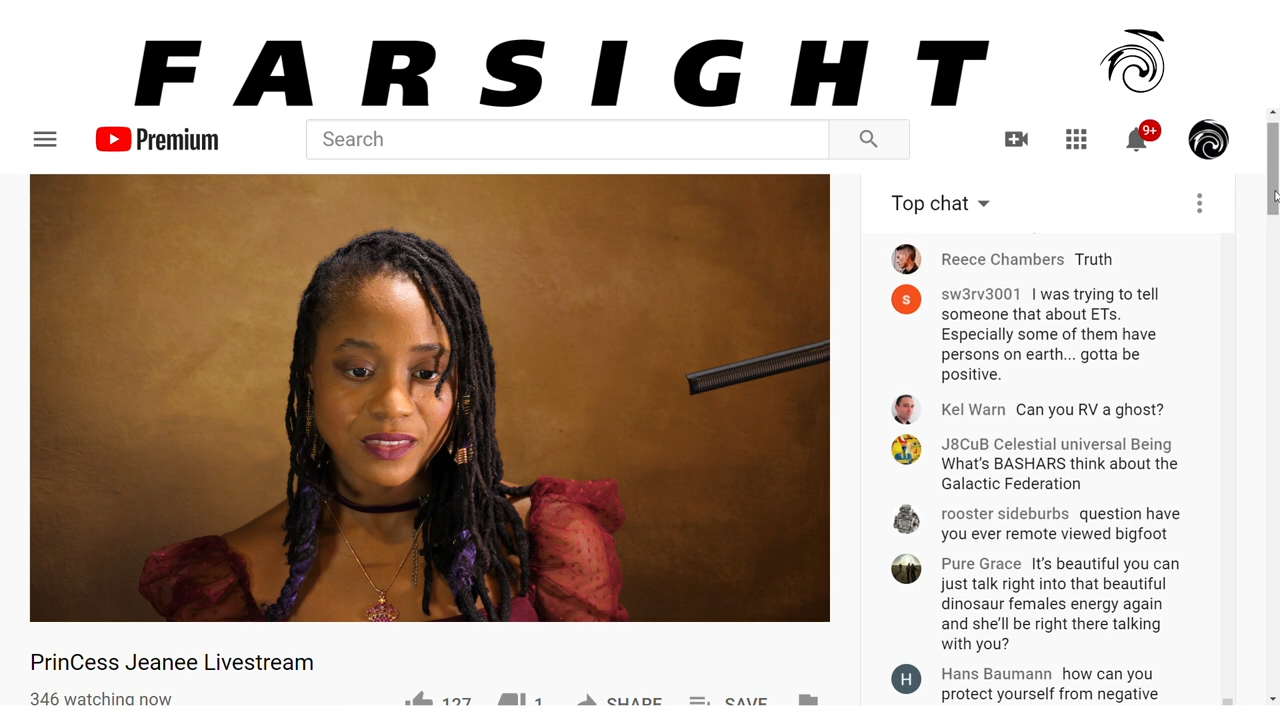 FARSIGHT
Premium
Search
9+
Top chat
Reece Chambers Truth
S
sw3rv3001 I was trying to tell
someone that about ETs.
Especially some of them have
persons on earth... gotta be
positive.
Kel Warn Can you RV a ghost?
J8CuB Celestial universal Being
What's BASHARS think about the
Galactic Federation
rooster sideburbs question have
you ever remote viewed bigfoot
Pure Grace It's beautiful you can
just talk right into that beautiful
dinosaur females energy again
and she'll be right there talking
with you?
H
Hans Baumann how can you
protect yourself from negative
PrinCess Jeanee Livestream
346 watching now
127
1
SHARE
SAVE